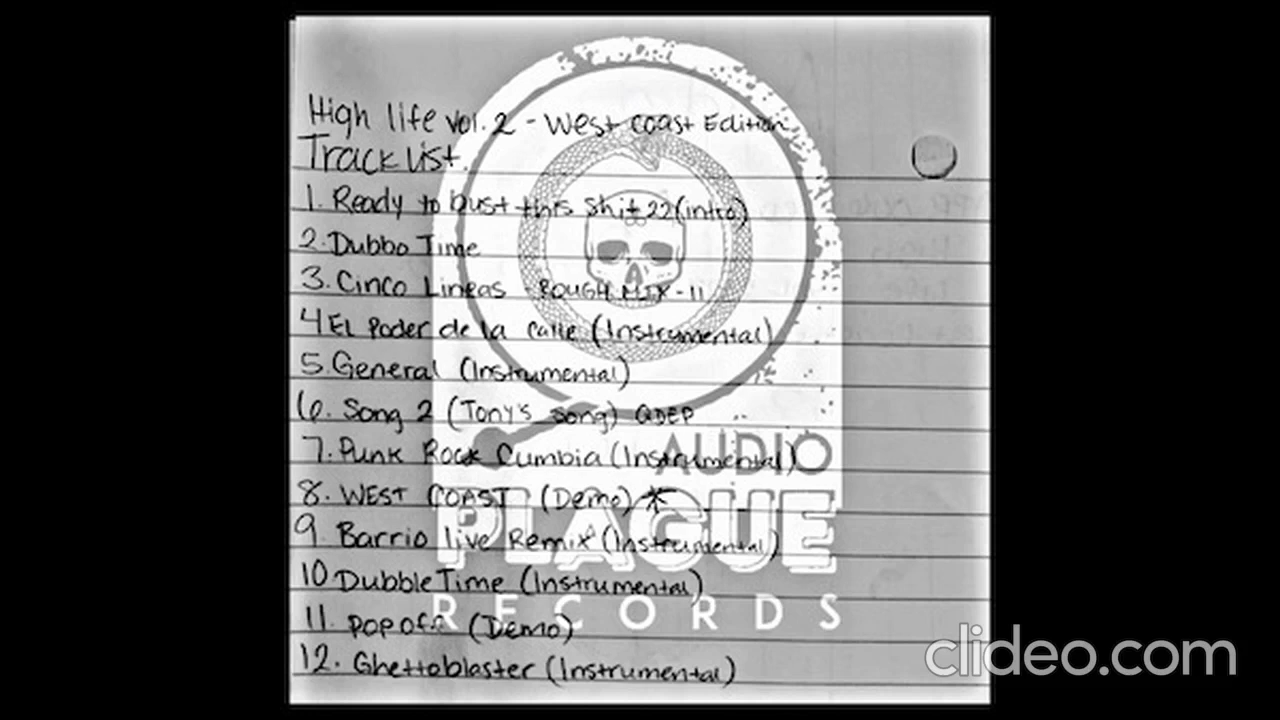 High life vol. 2 - West Coast Edition
Track List.
1. Ready to bust this shit 22 (intro)
2. Dubbo Time
3. Cinco Lineas ROUGH MIX - 11
4 El Poder de la Calle (Instrumental)
5. General (Instrumental)
6. Song 2 (Tony's song) QDEP
7. Punk Rock Cumbia (Instrumental)
8. WEST COAST (Demo) *
9. Barrio live Remix (Instrumental)
10 Dubble Time (Instrumental)
11. Pop off (Demo)
12. Ghettoblaster (Instrumental)
AUDIO
PLAGUE
RECORDS
clideo.com